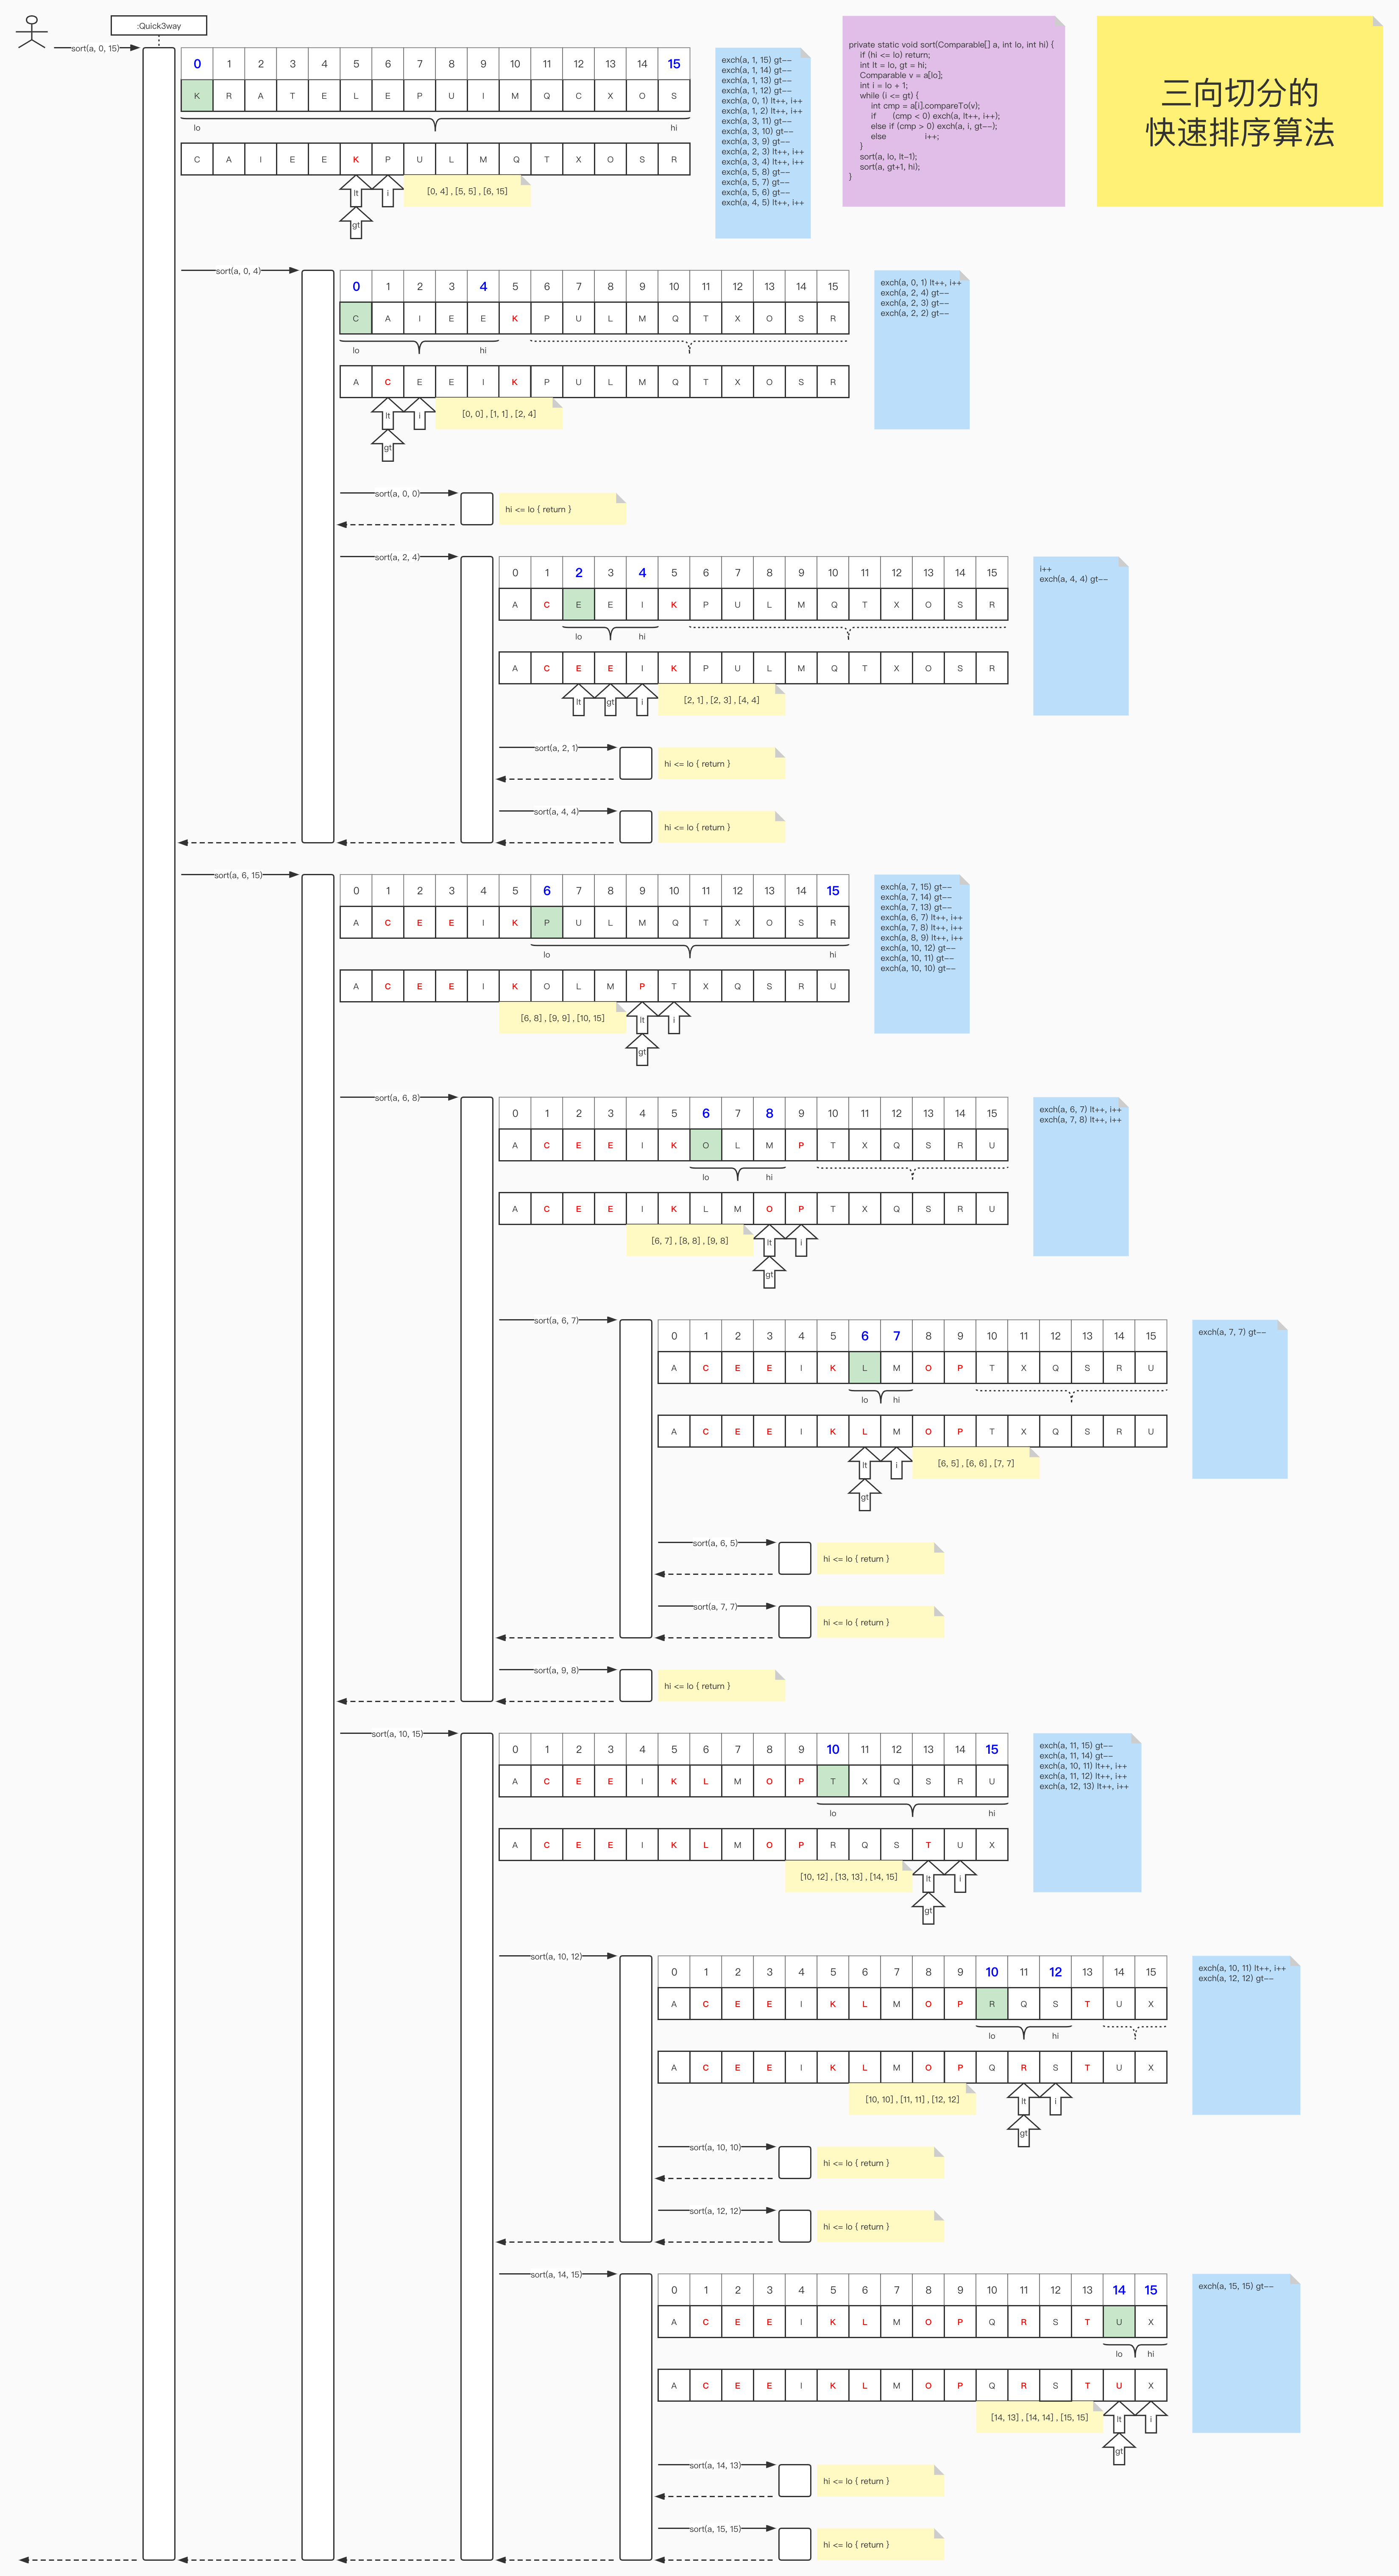 :Quick3way
sort(a, 0, 15)
0 1 2 3 4 5 6 7 8 9 10 11 12 13 14 15
K R A T E L E P U I M Q C X O S
lo hi
C A I E E K P U L M Q T X O S R
lt i
gt
[0, 4] , [5, 5] , [6, 15]
exch(a, 1, 15) gt--
exch(a, 1, 14) gt--
exch(a, 1, 13) gt--
exch(a, 1, 12) gt--
exch(a, 0, 1) lt++, i++
exch(a, 1, 2) lt++, i++
exch(a, 3, 11) gt--
exch(a, 3, 10) gt--
exch(a, 3, 9) gt--
exch(a, 2, 3) lt++, i++
exch(a, 3, 4) lt++, i++
exch(a, 5, 8) gt--
exch(a, 5, 7) gt--
exch(a, 5, 6) gt--
exch(a, 4, 5) lt++, i++
private static void sort(Comparable[] a, int lo, int hi) {
if (hi <= lo) return;
int lt = lo, gt = hi;
Comparable v = a[lo];
int i = lo + 1;
while (i <= gt) {
int cmp = a[i].compareTo(v);
if (cmp < 0) exch(a, lt++, i++);
else if (cmp > 0) exch(a, i, gt--);
else i++;
}
sort(a, lo, lt-1);
sort(a, gt+1, hi);
}
三向切分的
快速排序算法
sort(a, 0, 4)
0 1 2 3 4 5 6 7 8 9 10 11 12 13 14 15
C A I E E K P U L M Q T X O S R
lo hi
A C E E I K P U L M Q T X O S R
lt i
gt
[0, 0] , [1, 1] , [2, 4]
exch(a, 0, 1) lt++, i++
exch(a, 2, 4) gt--
exch(a, 2, 3) gt--
exch(a, 2, 2) gt--
sort(a, 0, 0)
hi <= lo { return }
sort(a, 2, 4)
0 1 2 3 4 5 6 7 8 9 10 11 12 13 14 15
A C E E I K P U L M Q T X O S R
lo hi
A C E E I K P U L M Q T X O S R
lt gt i
[2, 1] , [2, 3] , [4, 4]
i++
exch(a, 4, 4) gt--
sort(a, 2, 1)
hi <= lo { return }
sort(a, 4, 4)
hi <= lo { return }
sort(a, 6, 15)
0 1 2 3 4 5 6 7 8 9 10 11 12 13 14 15
A C E E I K P U L M Q T X O S R
lo hi
A C E E I K O L M P T X Q S R U
[6, 8] , [9, 9] , [10, 15]
lt i
gt
exch(a, 7, 15) gt--
exch(a, 7, 14) gt--
exch(a, 7, 13) gt--
exch(a, 6, 7) lt++, i++
exch(a, 7, 8) lt++, i++
exch(a, 8, 9) lt++, i++
exch(a, 10, 12) gt--
exch(a, 10, 11) gt--
exch(a, 10, 10) gt--
sort(a, 6, 8)
0 1 2 3 4 5 6 7 8 9 10 11 12 13 14 15
A C E E I K O L M P T X Q S R U
lo hi
A C E E I K L M O P T X Q S R U
[6, 7] , [8, 8] , [9, 8]
lt i
gt
exch(a, 6, 7) lt++, i++
exch(a, 7, 8) lt++, i++
sort(a, 6, 7)
0 1 2 3 4 5 6 7 8 9 10 11 12 13 14 15
A C E E I K L M O P T X Q S R U
lo hi
A C E E I K L M O P T X Q S R U
lt i
gt
[6, 5] , [6, 6] , [7, 7]
exch(a, 7, 7) gt--
sort(a, 6, 5)
hi <= lo { return }
sort(a, 7, 7)
hi <= lo { return }
sort(a, 9, 8)
hi <= lo { return }
sort(a, 10, 15)
0 1 2 3 4 5 6 7 8 9 10 11 12 13 14 15
A C E E I K L M O P T X Q S R U
lo hi
A C E E I K L M O P R Q S T U X
[10, 12] , [13, 13] , [14, 15]
lt i
gt
exch(a, 11, 15) gt--
exch(a, 11, 14) gt--
exch(a, 10, 11) lt++, i++
exch(a, 11, 12) lt++, i++
exch(a, 12, 13) lt++, i++
sort(a, 10, 12)
0 1 2 3 4 5 6 7 8 9 10 11 12 13 14 15
A C E E I K L M O P R Q S T U X
lo hi
A C E E I K L M O P Q R S T U X
[10, 10] , [11, 11] , [12, 12]
lt i
gt
exch(a, 10, 11) lt++, i++
exch(a, 12, 12) gt--
sort(a, 10, 10)
hi <= lo { return }
sort(a, 12, 12)
hi <= lo { return }
sort(a, 14, 15)
0 1 2 3 4 5 6 7 8 9 10 11 12 13 14 15
A C E E I K L M O P Q R S T U X
lo hi
A C E E I K L M O P Q R S T U X
[14, 13] , [14, 14] , [15, 15]
lt i
gt
exch(a, 15, 15) gt--
sort(a, 14, 13)
hi <= lo { return }
sort(a, 15, 15)
hi <= lo { return }